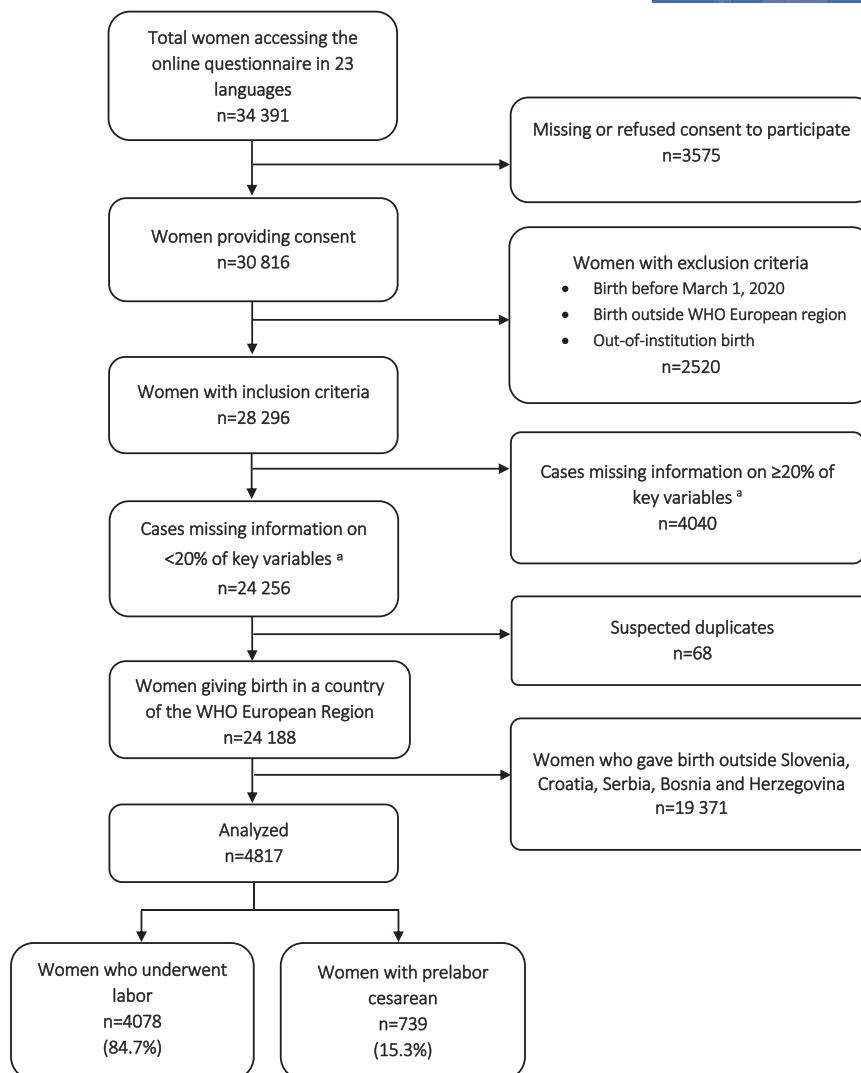 Total women accessing the
online questionnaire in 23
languages
n=34 391
Missing or refused consent to participate
n=3575
Women providing consent
n=30 816
Women with exclusion criteria
• Birth before March 1, 2020
• Birth outside WHO European region
• Out-of-institution birth
n=2520
Women with inclusion criteria
n=28 296
Cases missing information on ≥20% of
key variables ᵃ
n=4040
Cases missing information on
<20% of key variables ᵃ
n=24 256
Suspected duplicates
n=68
Women giving birth in a country
of the WHO European Region
n=24 188
Women who gave birth outside Slovenia,
Croatia, Serbia, Bosnia and Herzegovina
n=19 371
Analyzed
n=4817
Women who underwent
labor
n=4078
(84.7%)
Women with prelabor
cesarean
n=739
(15.3%)